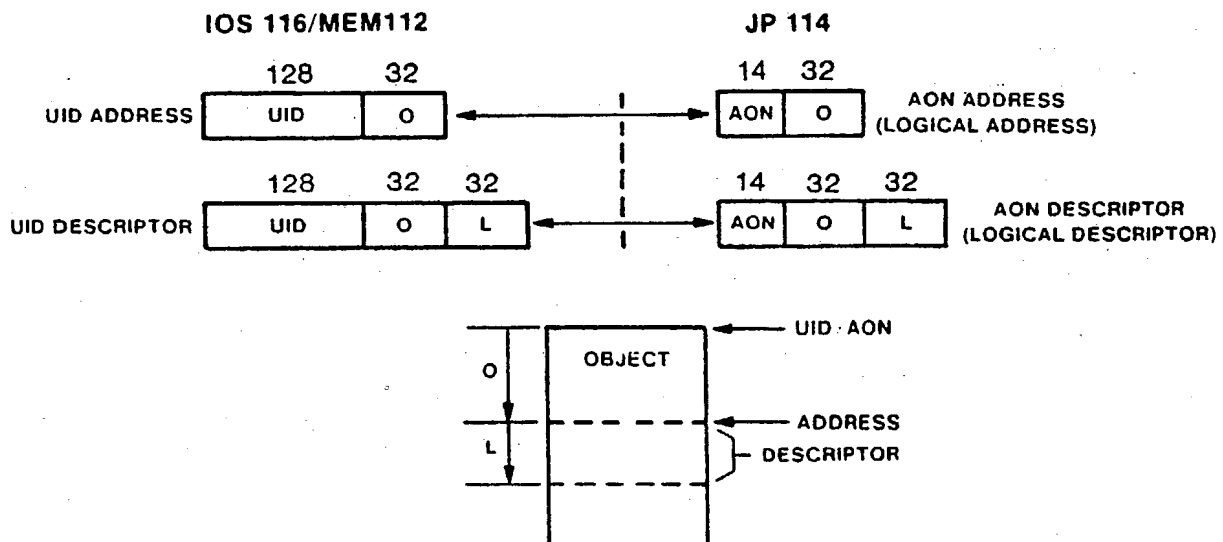 IOS 116/MEM112
JP 114
128 32
14 32
UID ADDRESS UID O
AON O AON ADDRESS
(LOGICAL ADDRESS)
128 32 32
14 32 32
UID DESCRIPTOR UID O L
AON O L AON DESCRIPTOR
(LOGICAL DESCRIPTOR)
UID AON
OBJECT
O
ADDRESS
L
DESCRIPTOR